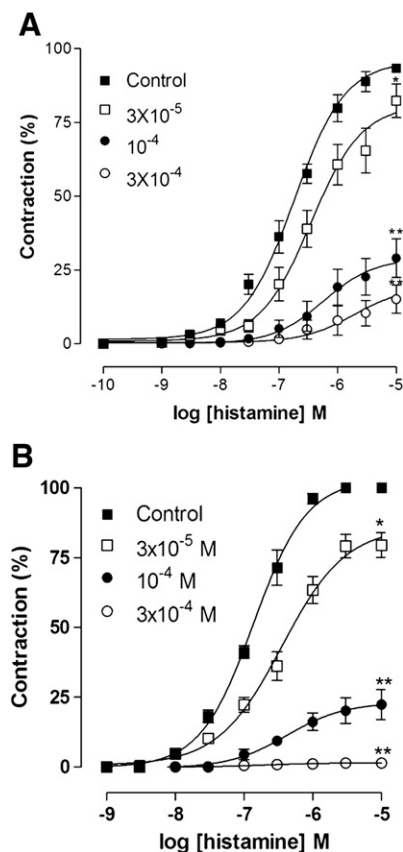 A
100
75
50
25
0
Contraction (%)
Control
3X10-5
10-4
3X10-4
*
**
**
-10 -9 -8 -7 -6 -5
log [histamine] M
B
100
75
50
25
0
Contraction (%)
Control
3x10-5 M
10-4 M
3x10-4 M
*
**
**
-9 -8 -7 -6 -5
log [histamine] M